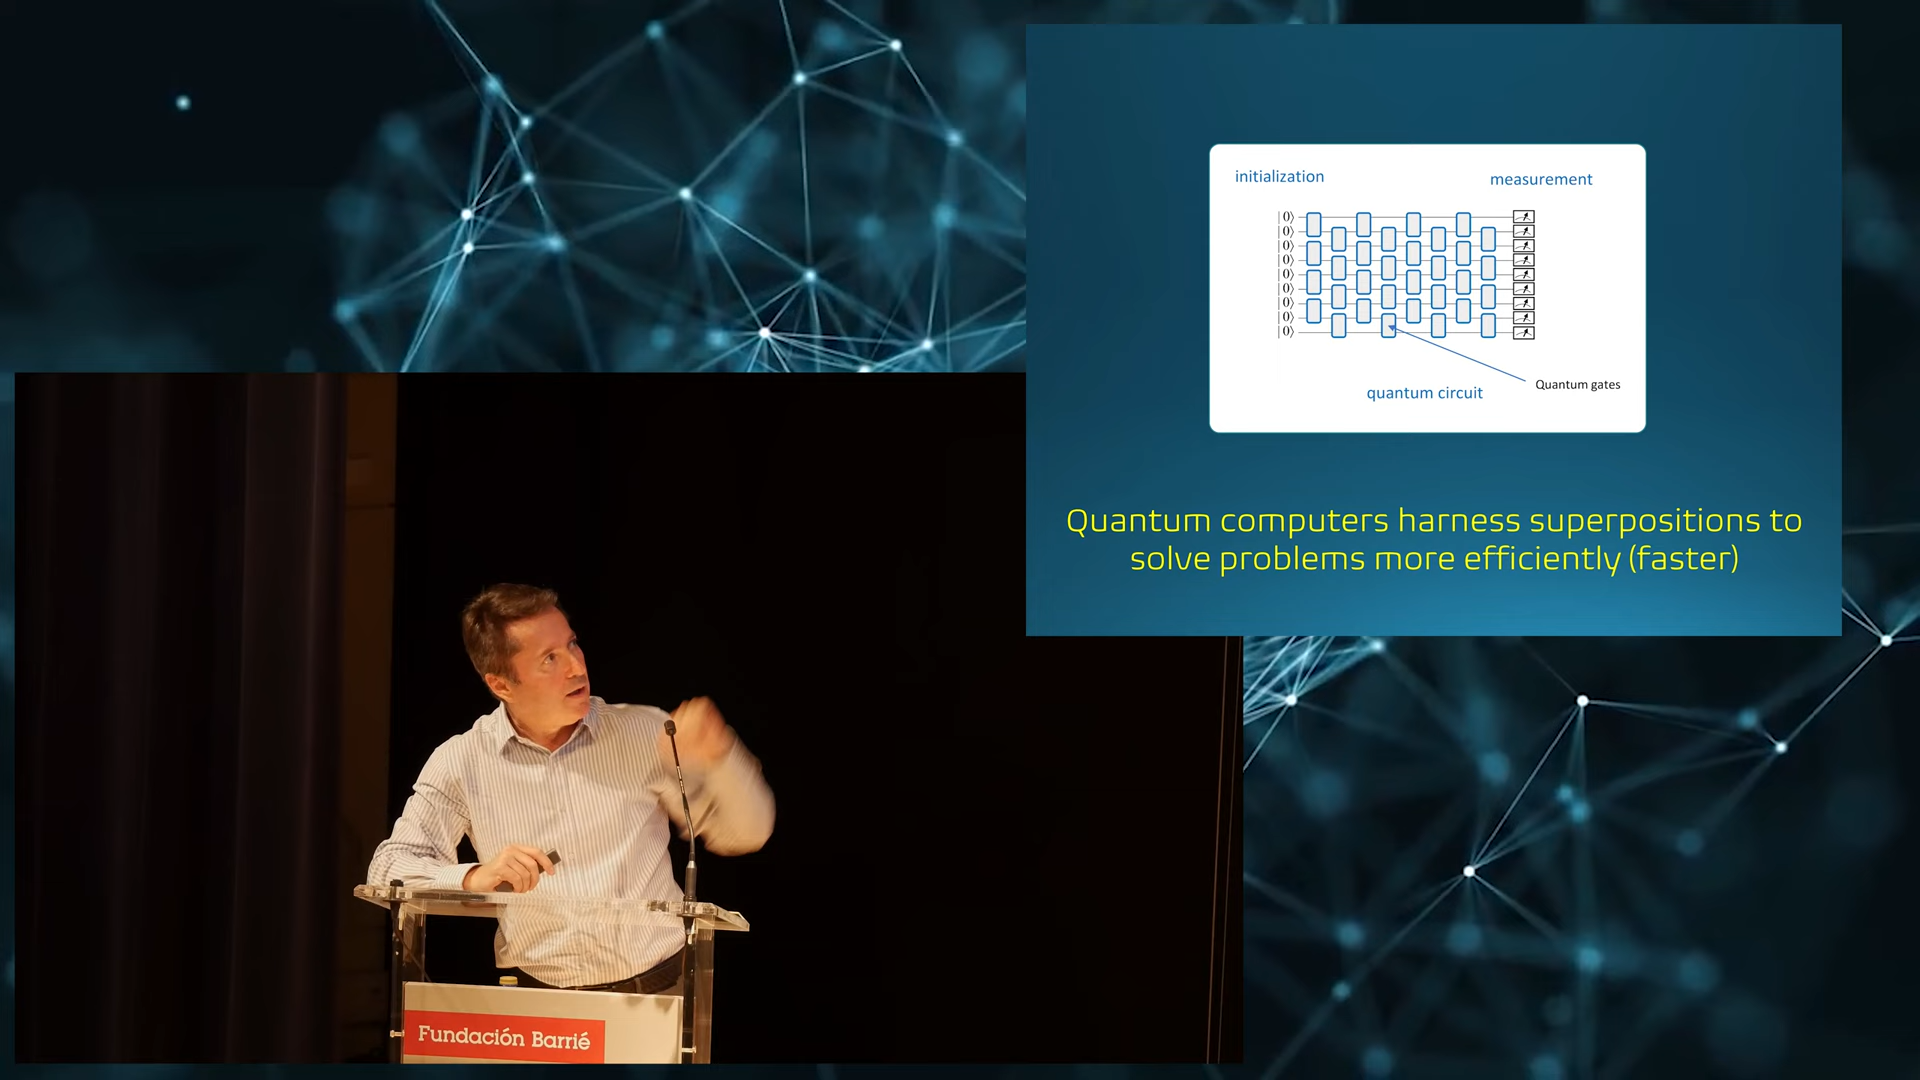 initialization
measurement
|0⟩
|0⟩
|0⟩
|0⟩
|0⟩
|0⟩
|0⟩
|0⟩
|0⟩
Quantum gates
quantum circuit
Quantum computers harness superpositions to
solve problems more efficiently (faster)
Fundación Barrié